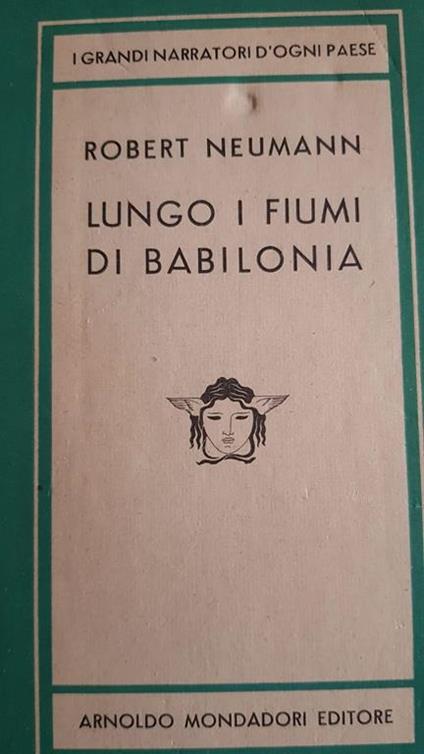 I GRANDI NARRATORI D'OGNI PAESE
ROBERT NEUMANN
LUNGO I FIUMI
DI BABILONIA
ARNOLDO MONDADORI EDITORE